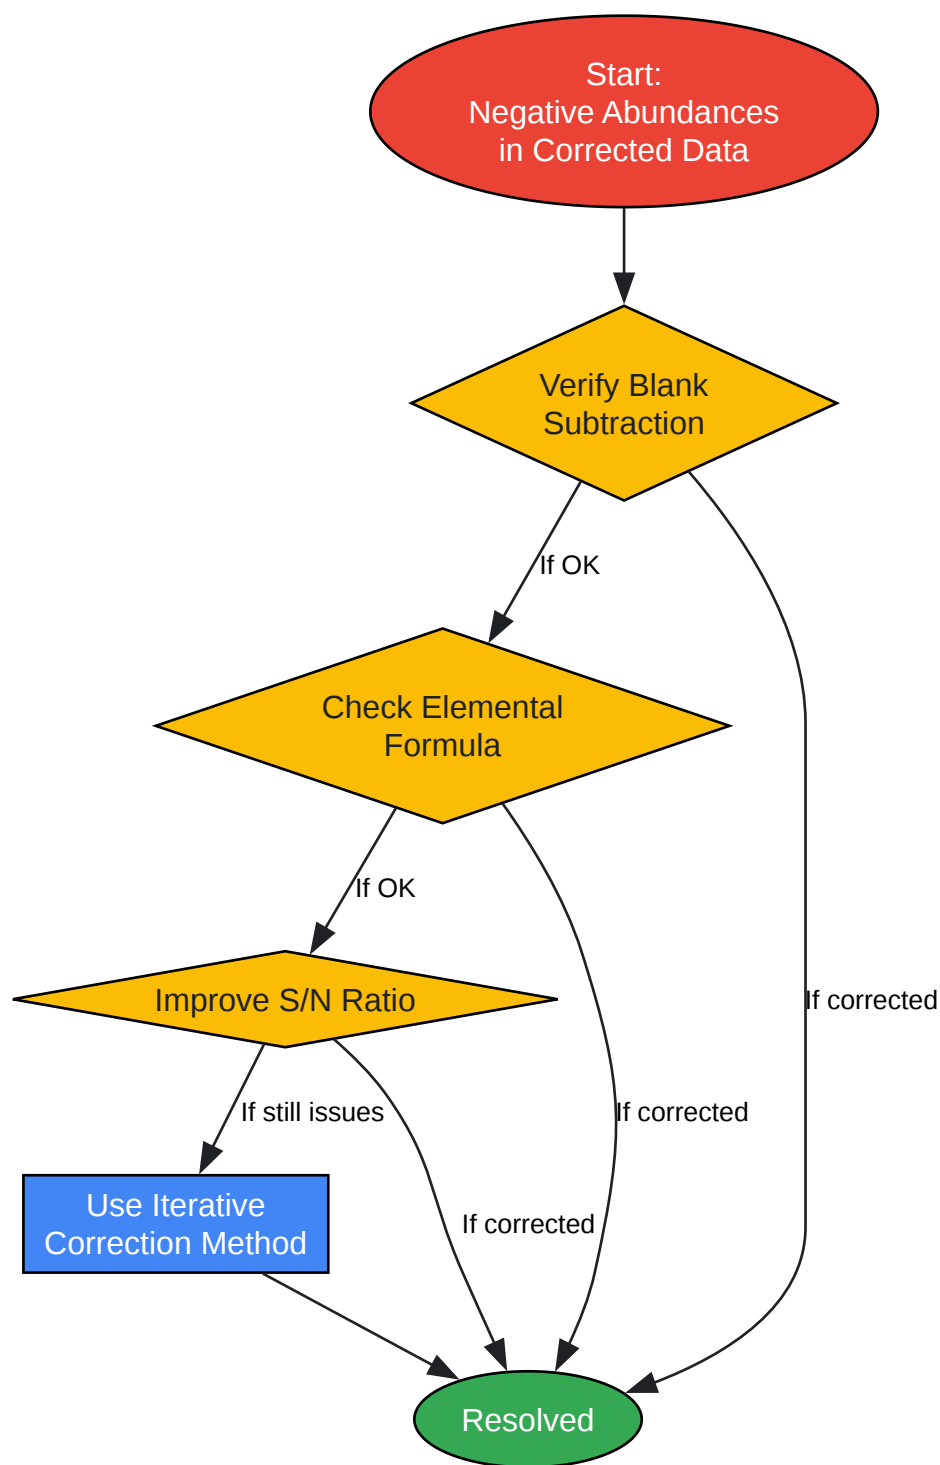 Start:
Negative Abundances
in Corrected Data
Verify Blank
Subtraction
If OK
Check Elemental
Formula
If OK
If corrected
Improve S/N Ratio
If still issues
If corrected
Use Iterative
Correction Method
If corrected
Resolved